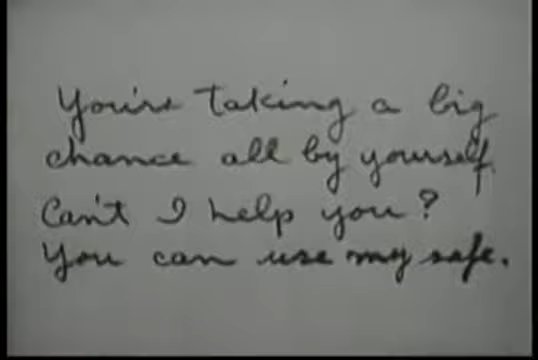 You're taking a big
chance all by yourself.
Can't I help you?
You can use my safe.